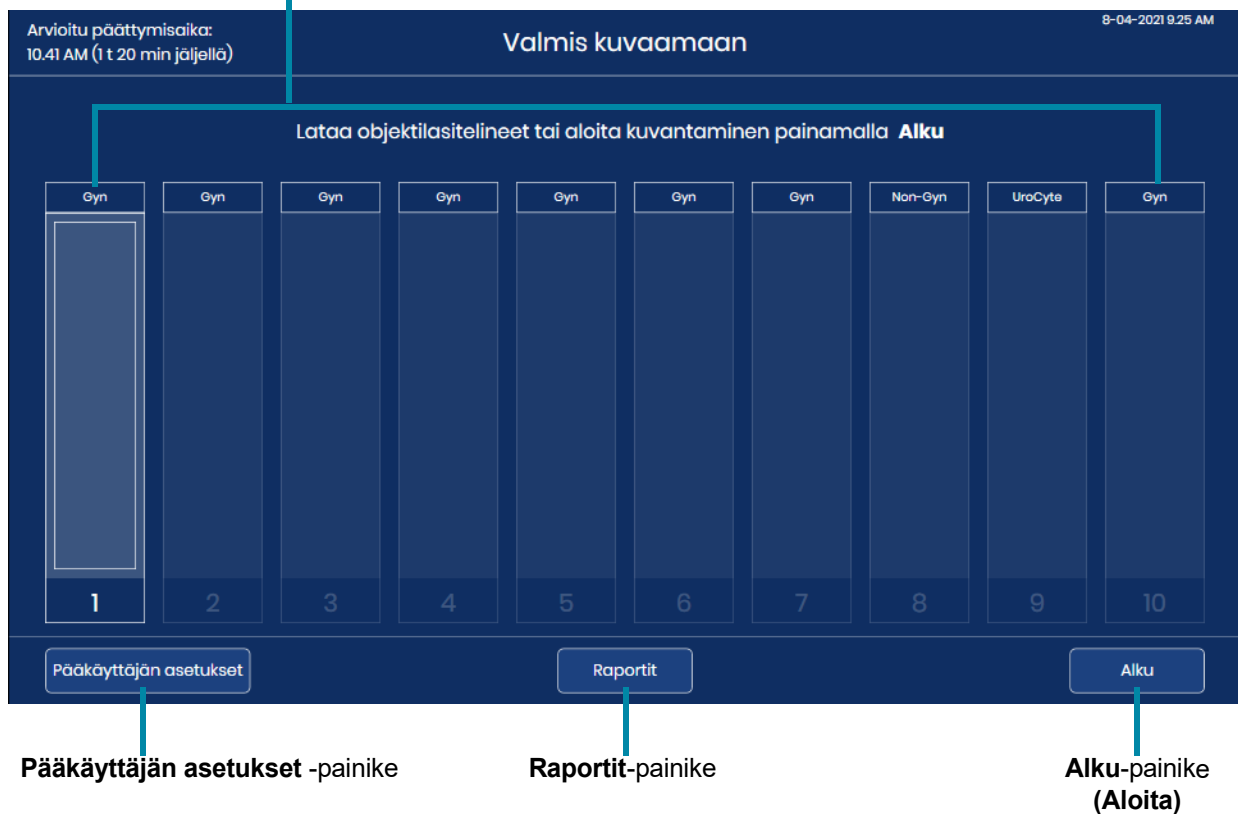 Arvioitu päättymisaika:
10.41 AM (1 t 20 min jäljellä)
Valmis kuvaamaan
8-04-2021 9.25 AM
Lataa objektilasitelineet tai aloita kuvantaminen painamalla Alku
Gyn Gyn Gyn Gyn Gyn Gyn Gyn Non-Gyn UroCyte Gyn
1 2 3 4 5 6 7 8 9 10
Pääkäyttäjän asetukset Raportit Alku
Pääkäyttäjän asetukset -painike Raportit-painike Alku-painike
(Aloita)